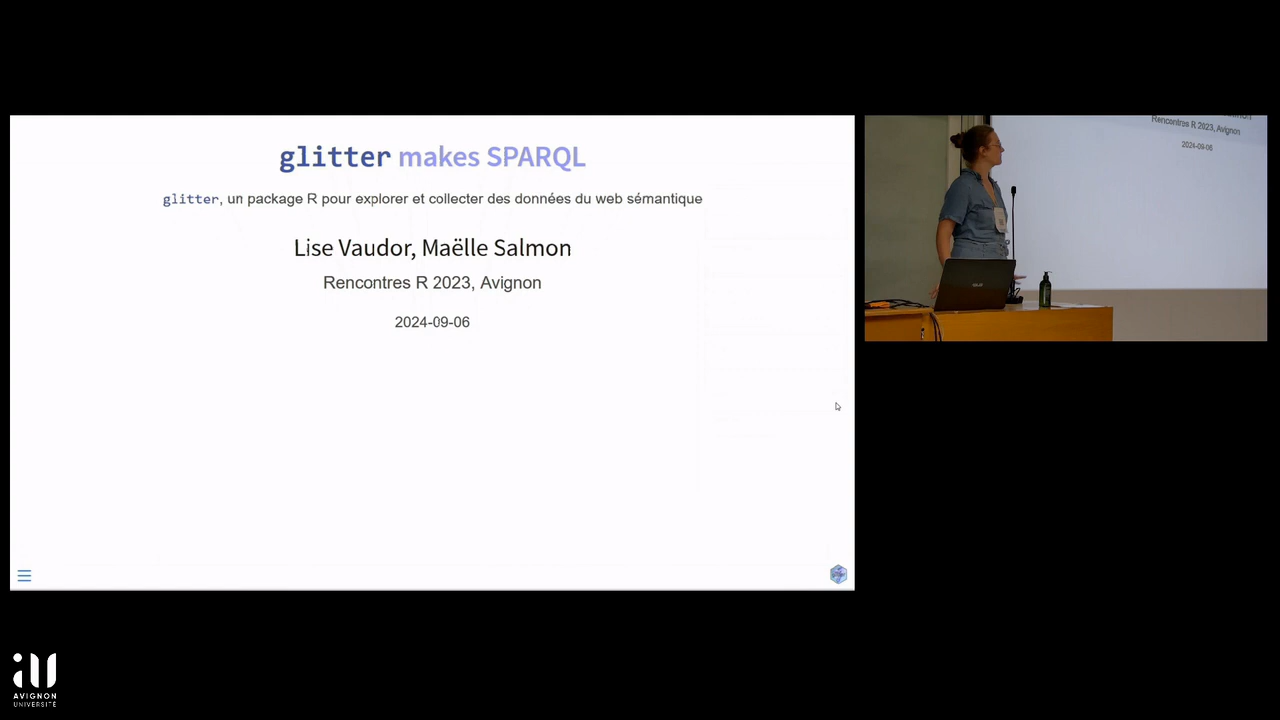 glitter makes SPARQL
glitter, un package R pour explorer et collecter des données du web sémantique
Lise Vaudor, Maëlle Salmon
Rencontres R 2023, Avignon
2024-09-06
Rencontres R 2023, Avignon
2024-09-06
AVIGNON
UNIVERSITÉ